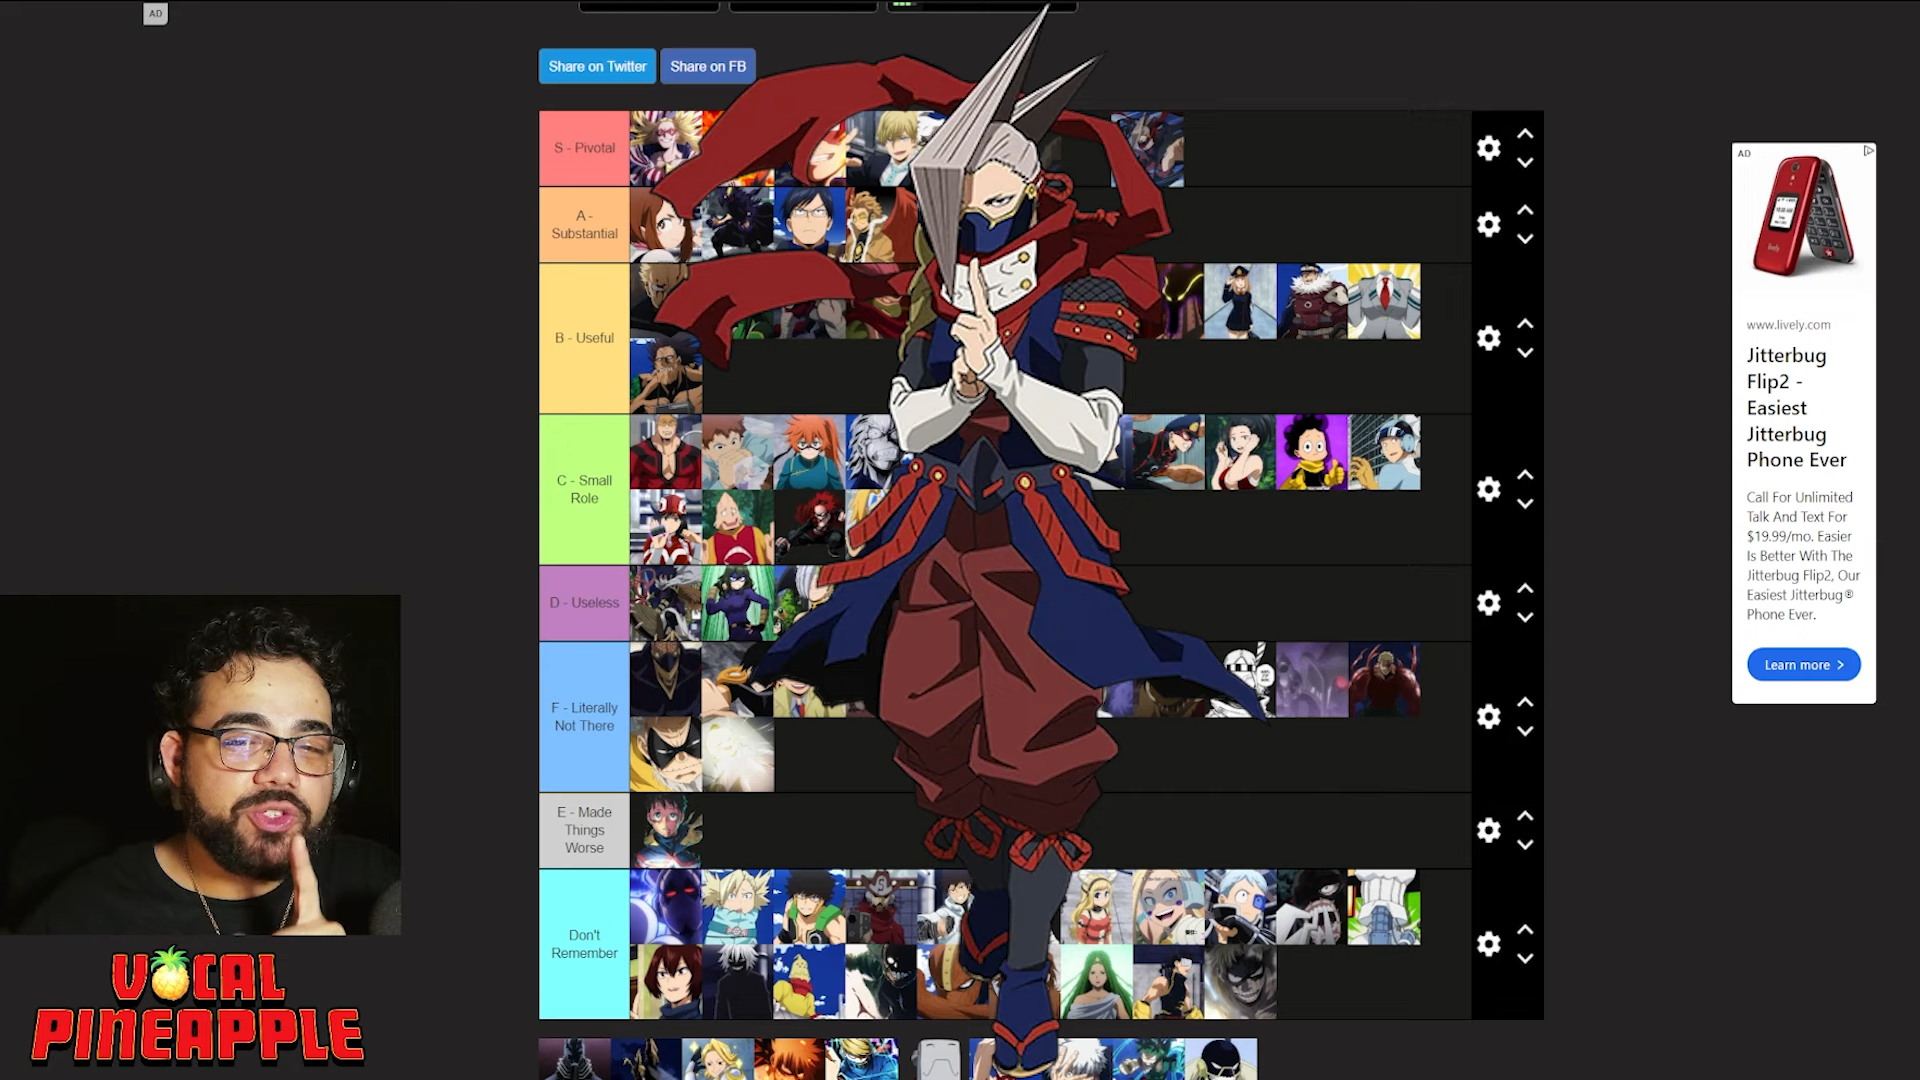 AD
Share on Twitter
Share on FB
S - Pivotal
A -
Substantial
B - Useful
C - Small
Role
D - Useless
F - Literally
Not There
E - Made
Things
Worse
Don't
Remember
AD
www.lively.com
Jitterbug
Flip2 -
Easiest
Jitterbug
Phone Ever
Call For Unlimited
Talk And Text For
$19.99/mo. Easier
Is Better With The
Jitterbug Flip2, Our
Easiest Jitterbug®
Phone Ever.
Learn more >
VOCAL
PINEAPPLE